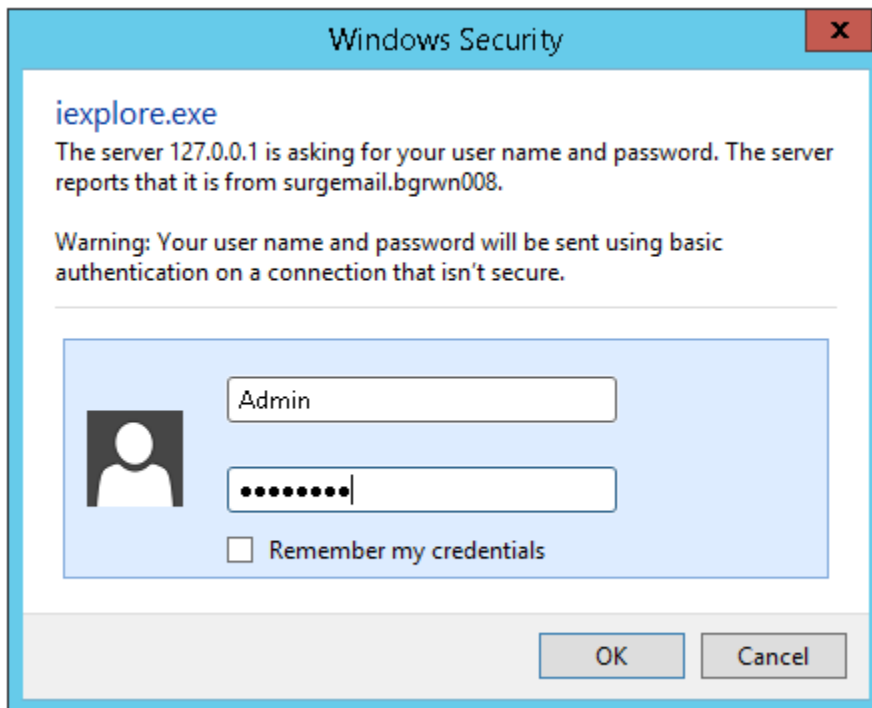 Windows Security
x
iexplore.exe
The server 127.0.0.1 is asking for your user name and password. The server
reports that it is from surgemail.bgrwn008.
Warning: Your user name and password will be sent using basic
authentication on a connection that isn't secure.
Admin
••••••••
Remember my credentials
OK
Cancel